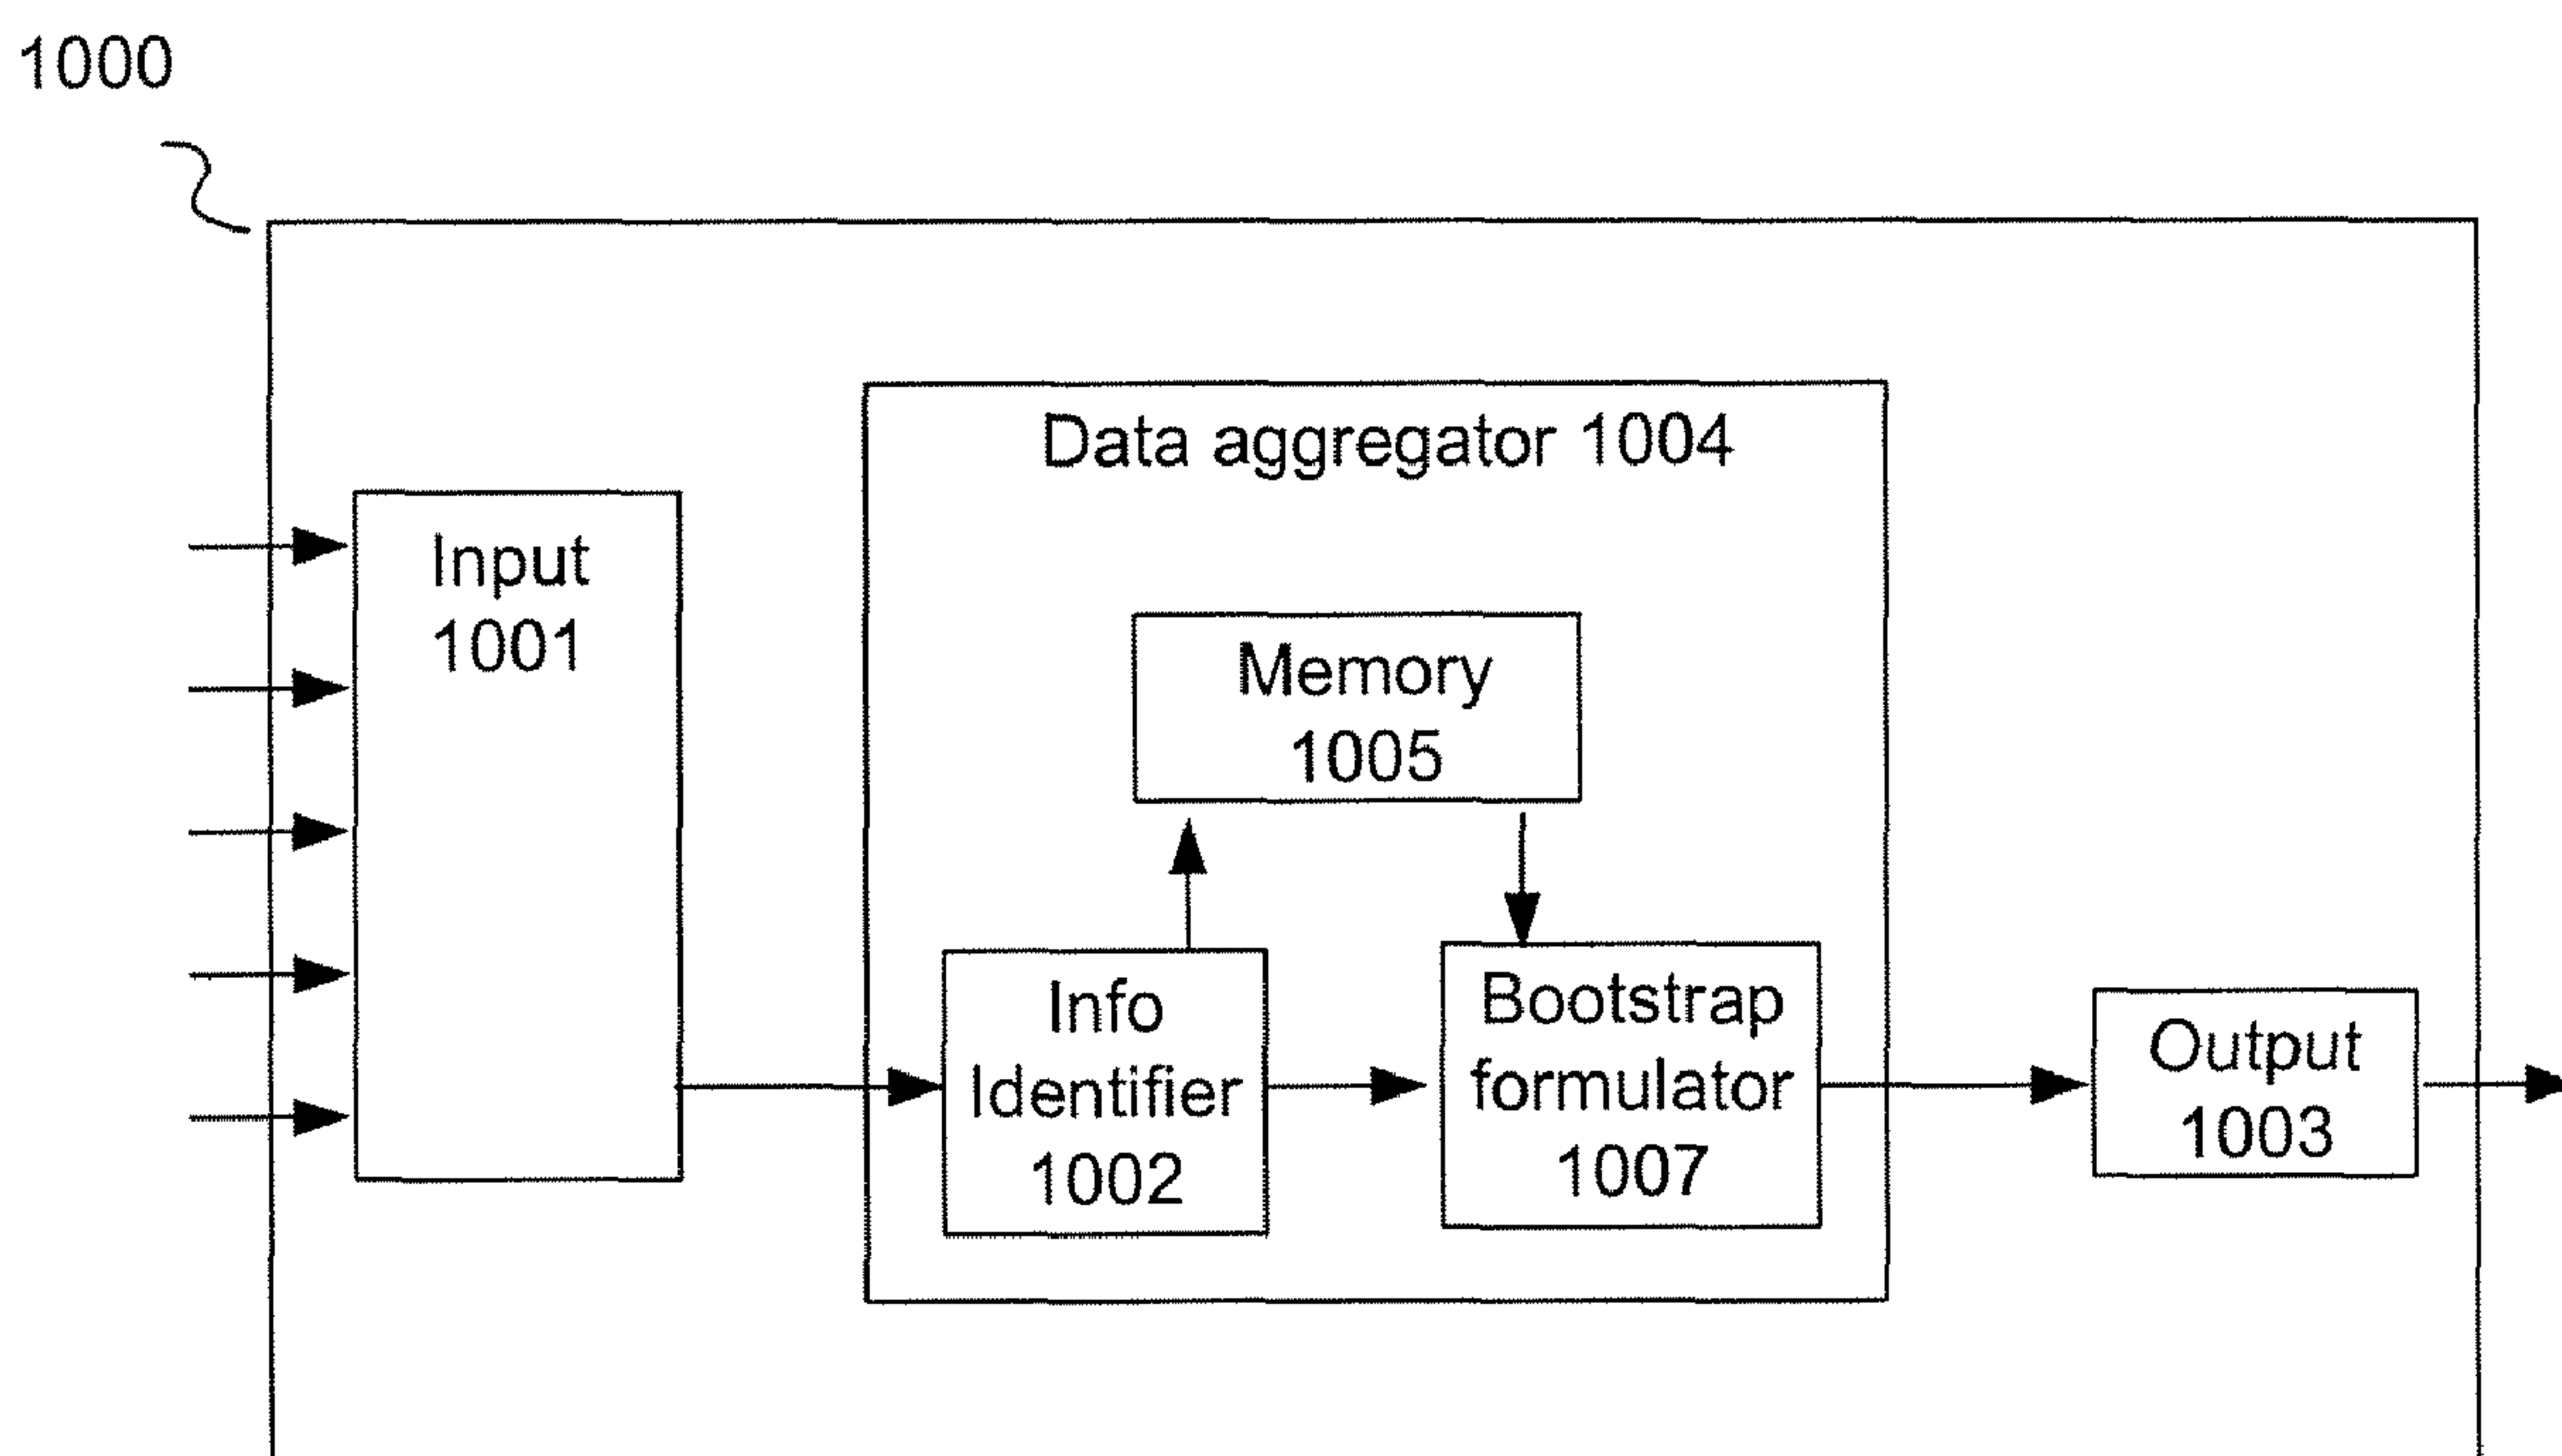 1000
Data aggregator 1004
Input
1001
Memory
1005
Info
Identifier
1002
Bootstrap
formulator
1007
Output
1003